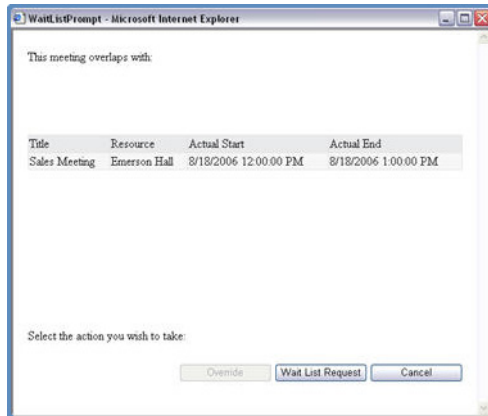 WaitListPrompt - Microsoft Internet Explorer
This meeting overlaps with:
Title Resource Actual Start Actual End
Sales Meeting Emerson Hall 8/18/2006 12:00:00 PM 8/18/2006 1:00:00 PM
Select the action you wish to take:
Override Wait List Request Cancel